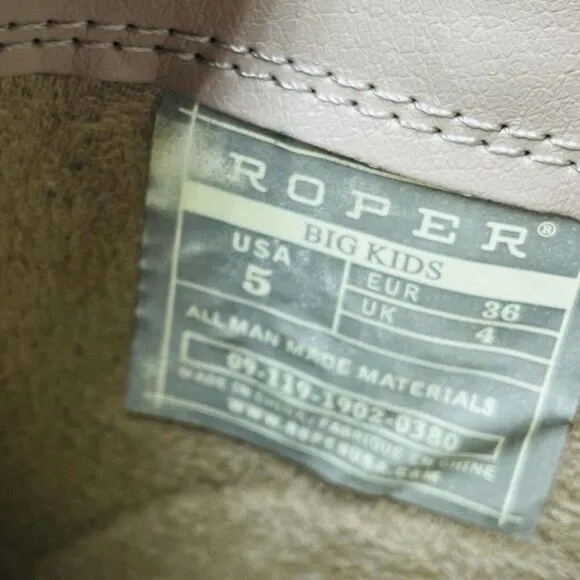 ROPER®
BIG KIDS
USA
5
EUR 36
UK 4
ALL MAN MADE MATERIALS
09-119-1902-0380
MADE IN CHINA / FABRIQUE EN CHINE
WWW.ROPERUSA.COM